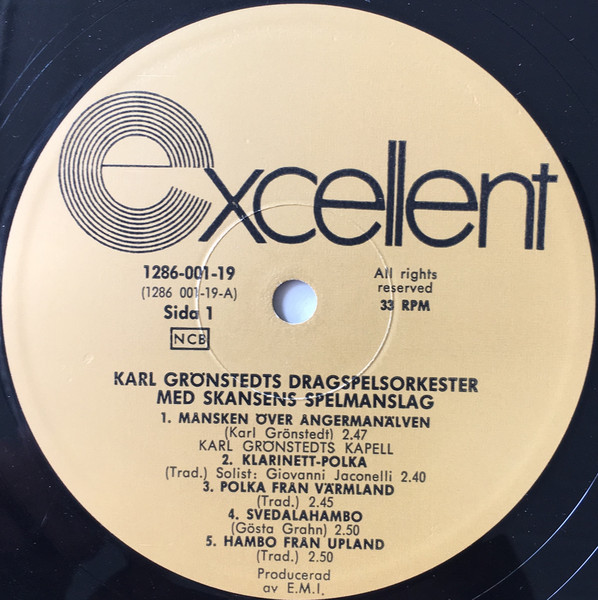 excellent
1286-001-19
(1286 001-19-A)
Sida 1
NCB
All rights
reserved
33 RPM
KARL GRÖNSTEDTS DRAGSPELSORKESTER
MED SKANSENS SPELMANSLAG
1. MÅNSKEN ÖVER ÅNGERMANÄLVEN
(Karl Grönstedt) 2.47
KARL GRÖNSTEDTS KAPELL
2. KLARINETT-POLKA
(Trad.) Solist: Giovanni Jaconelli 2.40
3. POLKA FRÅN VÄRMLAND
(Trad.) 2.45
4. SVEDALAHAMBO
(Gösta Grahn) 2.50
5. HAMBO FRÅN UPLAND
(Trad.) 2.50
Producerad
av E.M.I.